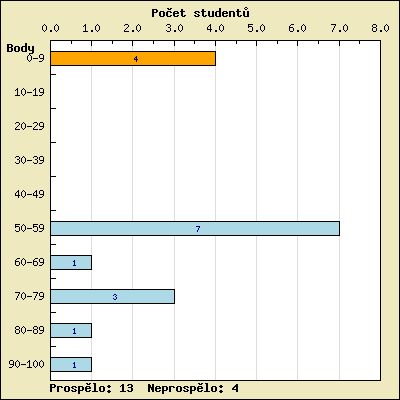 Počet studentů
0.0 1.0 2.0 3.0 4.0 5.0 6.0 7.0 8.0
Body
0-9 4
10-19
20-29
30-39
40-49
50-59 7
60-69 1
70-79 3
80-89 1
90-100 1
Prospělo: 13 Neprospělo: 4